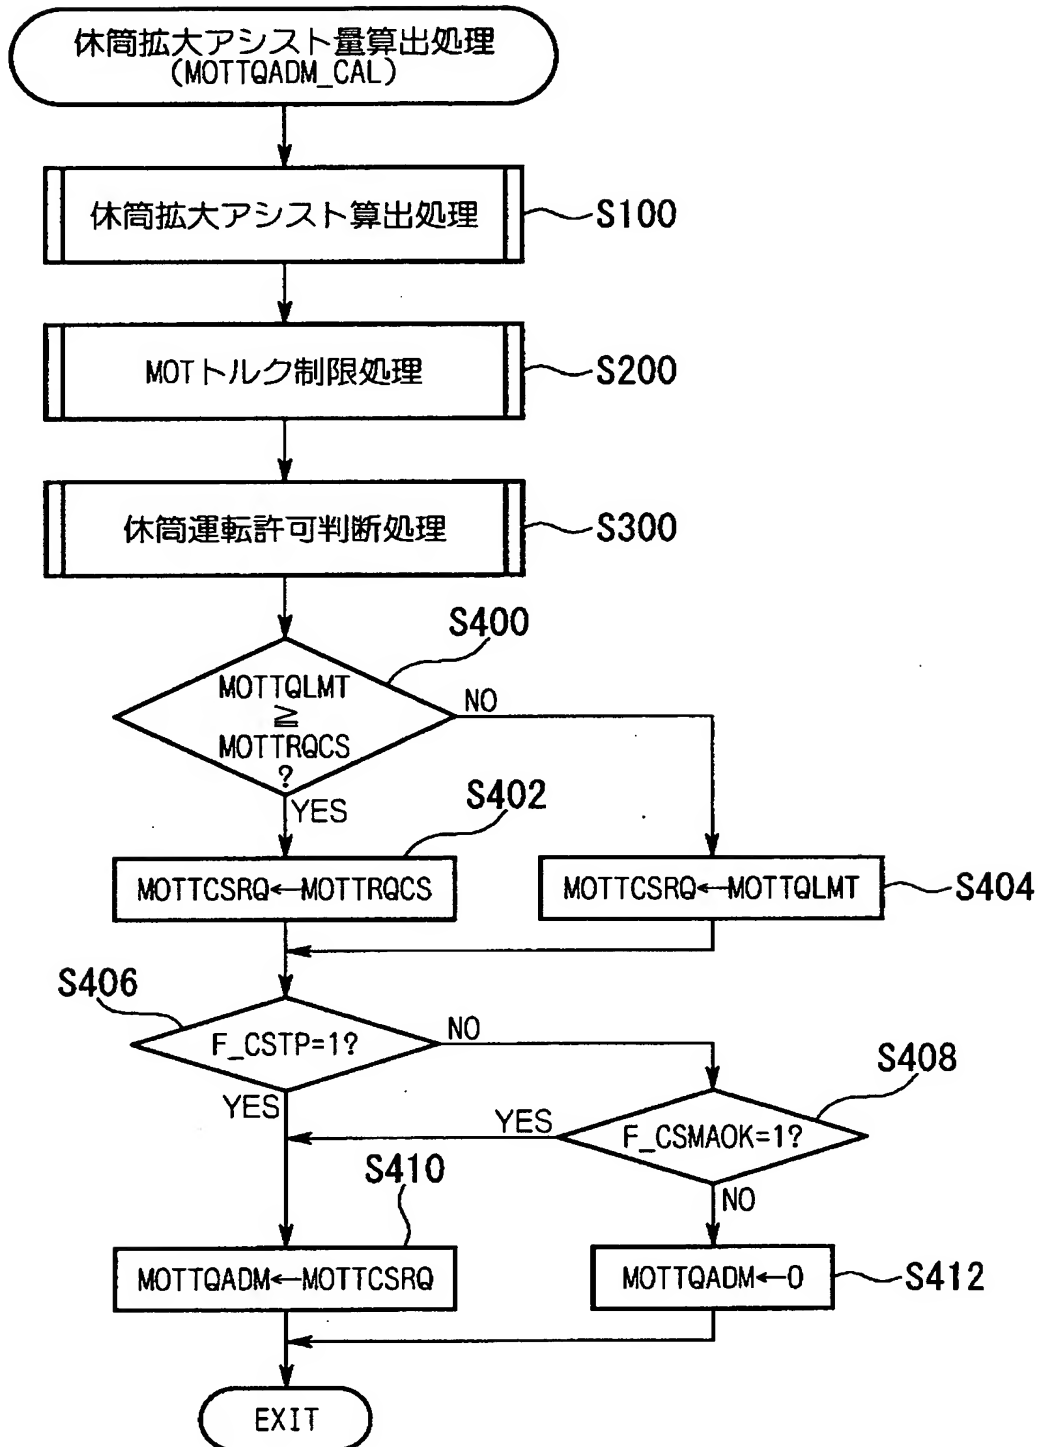 休筒拡大アシスト量算出処理
(MOTTQADM_CAL)
休筒拡大アシスト算出処理
S100
MOTトルク制限処理
S200
休筒運転許可判断処理
S300
S400
MOTTQLMT
≧
MOTTRQCS
?
NO
YES
S402
MOTTCSRQ←MOTTRQCS
MOTTCSRQ←MOTTQLMT
S404
S406
F_CSTP=1?
NO
YES
S408
F_CSMAOK=1?
YES
NO
S410
MOTTQADM←MOTTCSRQ
MOTTQADM←0
S412
EXIT